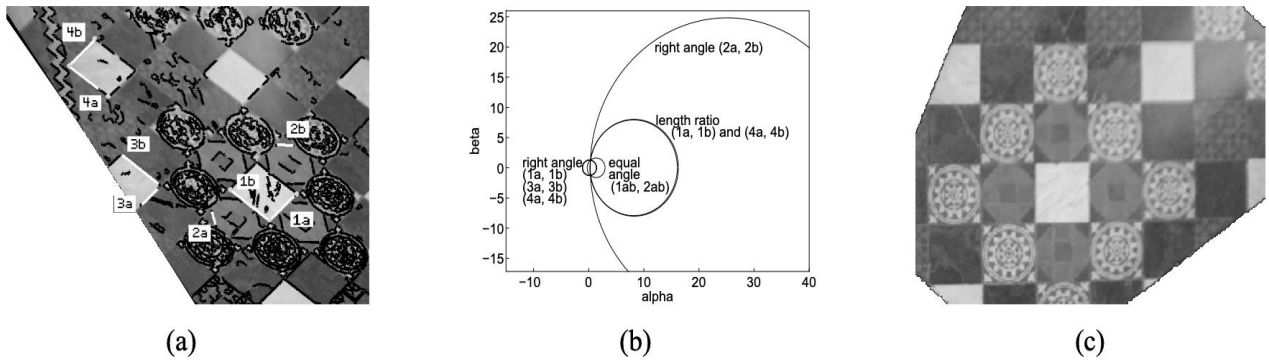 4b
4a
3b
3a
2b
1b
1a
2a
beta
20
15
10
5
0
−5
−10
−15
right angle (2a, 2b)
length ratio
(1a, 1b) and (4a, 4b)
right angle
(1a, 1b)
(3a, 3b)
(4a, 4b)
equal
angle
(1ab, 2ab)
−10 0 10 20 30 40
alpha
(a) (b) (c)